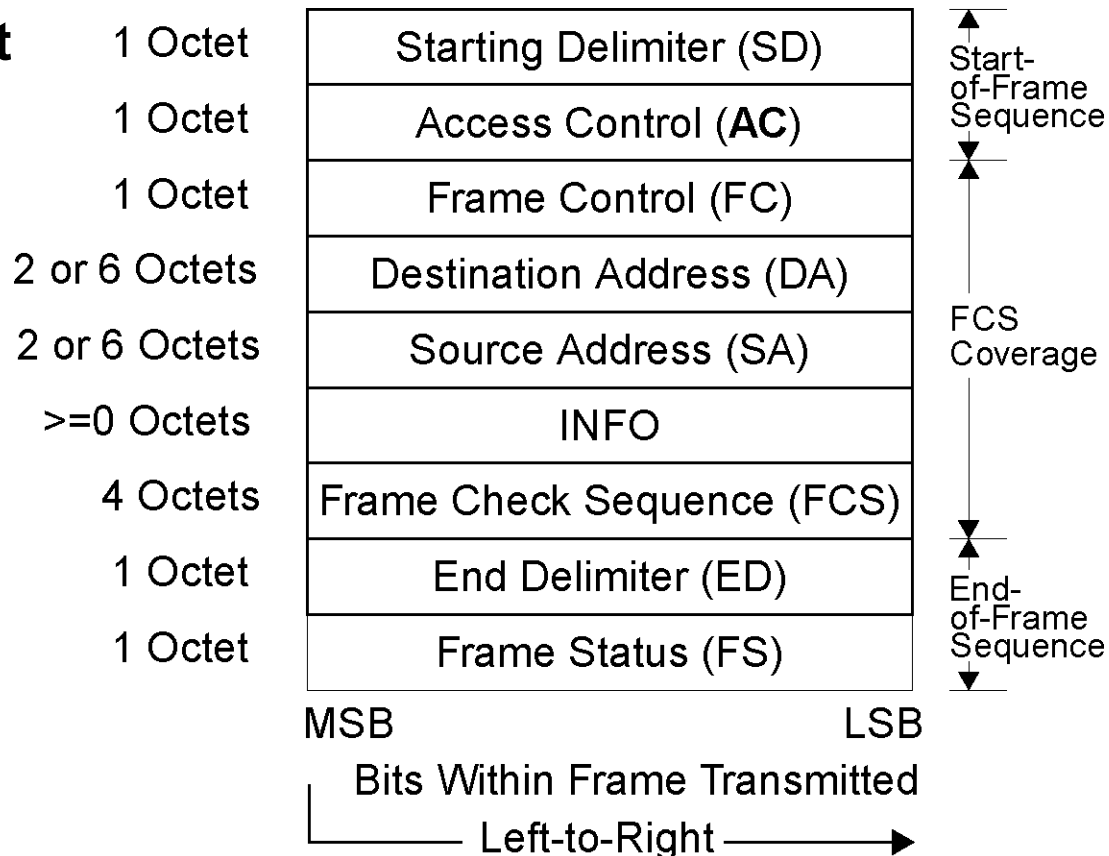 t
1 Octet Starting Delimiter (SD)
1 Octet Access Control (AC)
Start-
of-Frame
Sequence
1 Octet Frame Control (FC)
2 or 6 Octets Destination Address (DA)
2 or 6 Octets Source Address (SA)
>=0 Octets INFO
4 Octets Frame Check Sequence (FCS)
FCS
Coverage
1 Octet End Delimiter (ED)
1 Octet Frame Status (FS)
End-
of-Frame
Sequence
MSB LSB
Bits Within Frame Transmitted
Left-to-Right